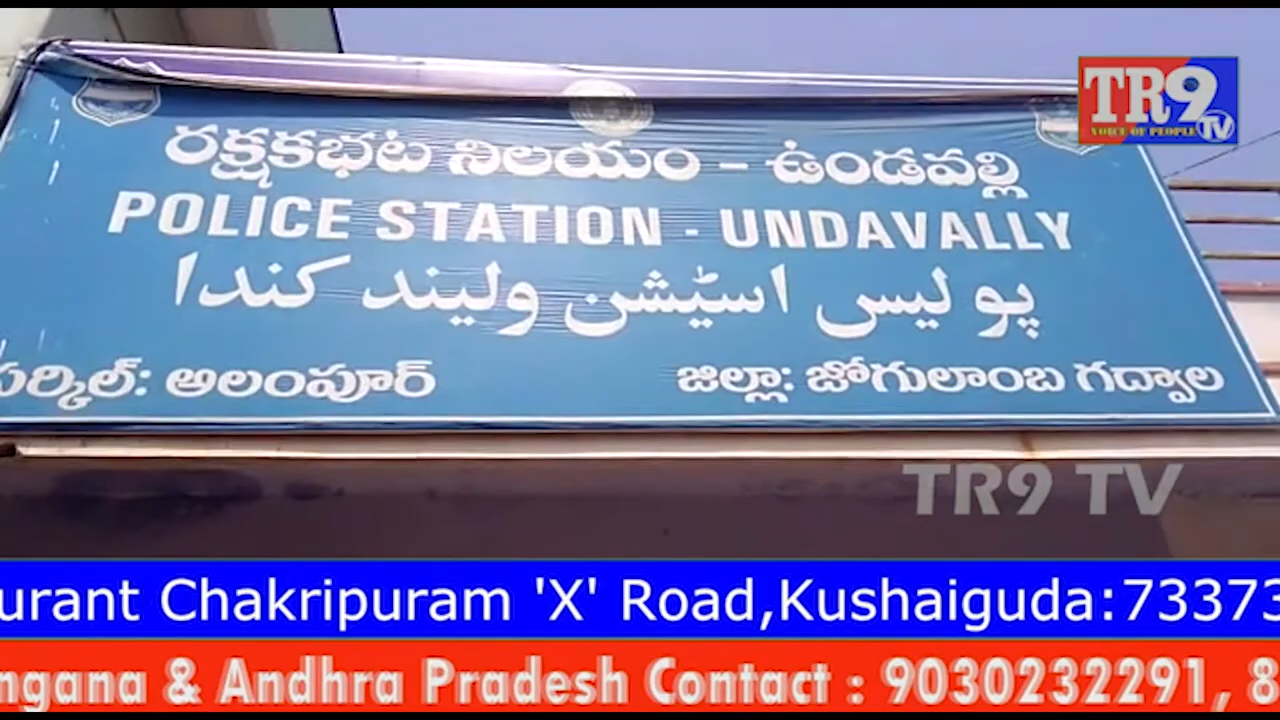 TR9
VOICE OF PEOPLE TV
రక్షకభట నిలయం - ఉండవల్లి
POLICE STATION - UNDAVALLY
پولیس اسٹیشن ولیند کندا
పర్కిల్: అలంపూర్
జిల్లా: జోగులాంబ గద్వాల
TR9 TV
urant Chakripuram 'X' Road,Kushaiguda:73373
ngana & Andhra Pradesh Contact : 9030232291, 8